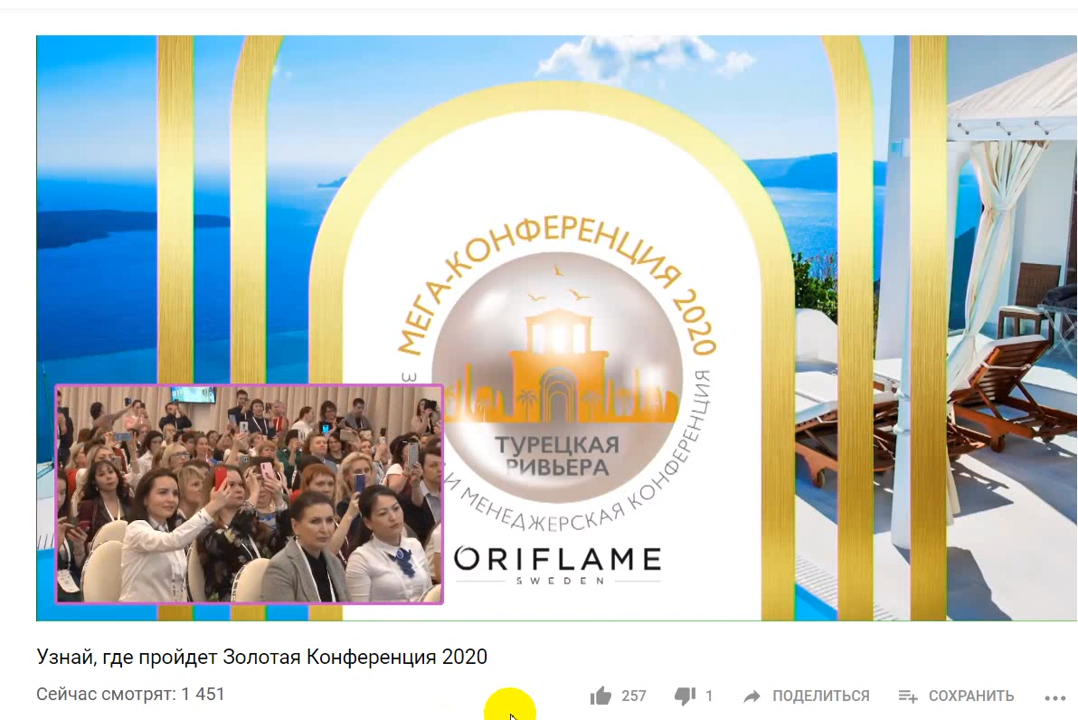 МЕГА-КОНФЕРЕНЦИЯ 2020
ТУРЕЦКАЯ
РИВЬЕРА
И МЕНЕДЖЕРСКАЯ КОНФЕРЕНЦИЯ
ORIFLAME
SWEDEN
Узнай, где пройдет Золотая Конференция 2020
Сейчас смотрят: 1 451
257
1
ПОДЕЛИТЬСЯ
СОХРАНИТЬ